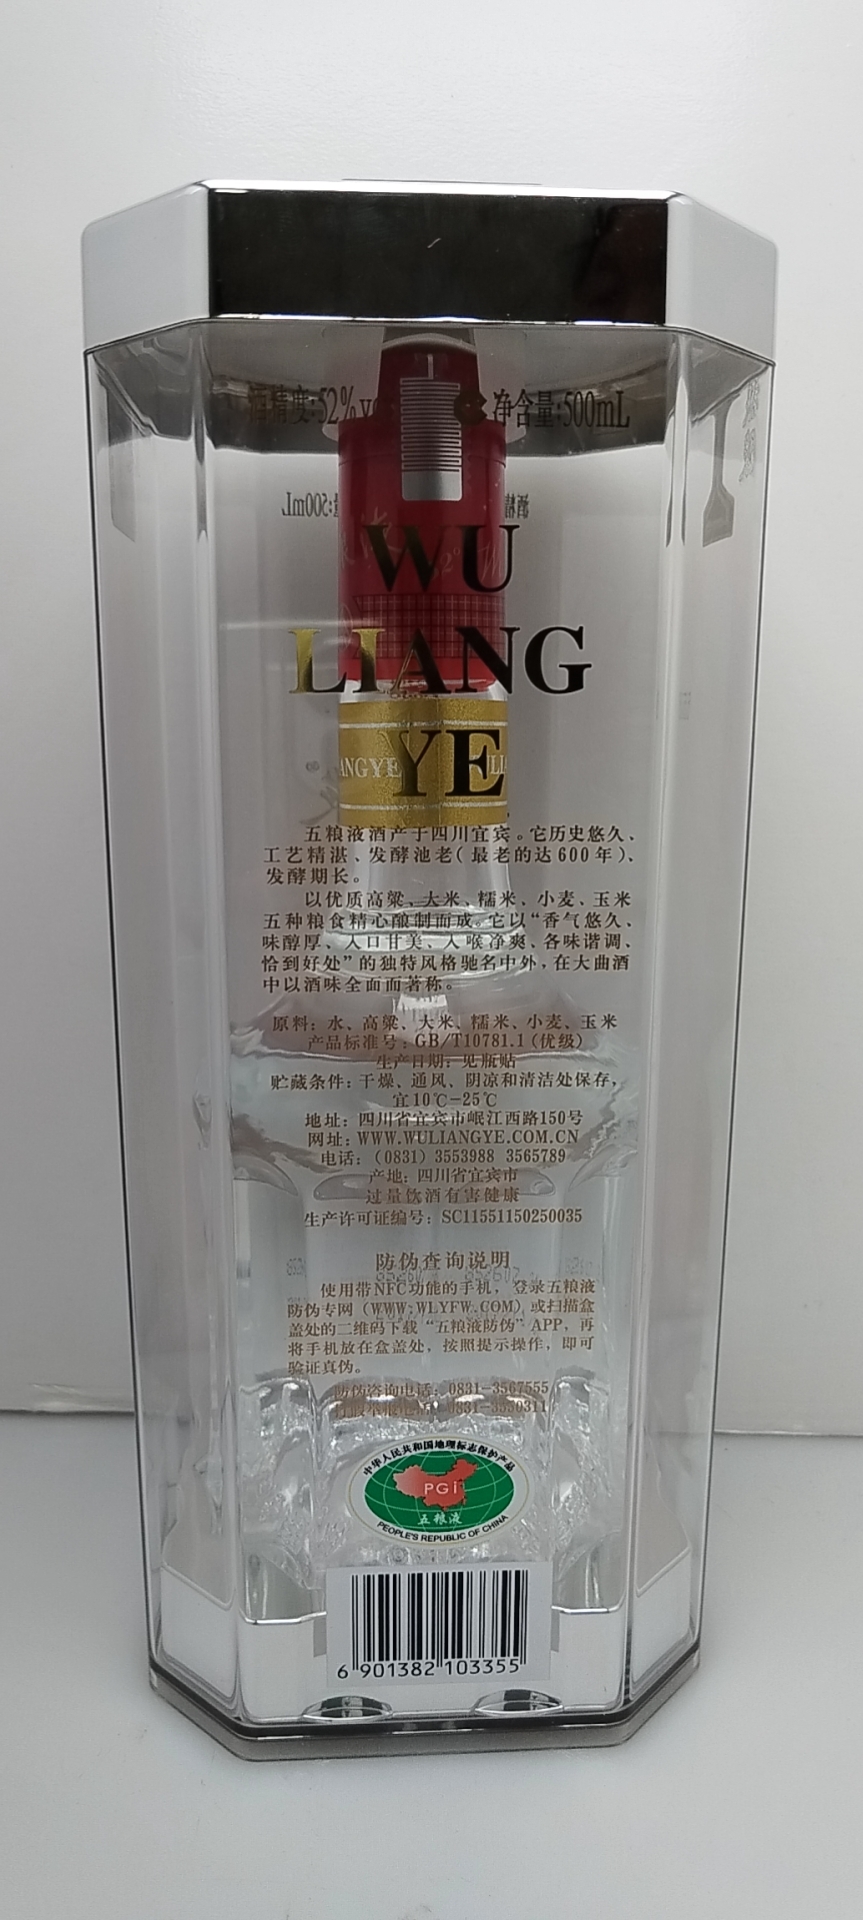 酒精度:52%vol
净含量:500mL
WU
LIANG
YE
五粮液酒产于四川宜宾。它历史悠久、
工艺精湛、发酵池老(最老的达600年)、
发酵期长。
以优质高粱、大米、糯米、小麦、玉米
五种粮食精心酿制而成。它以“香气悠久、
味醇厚、入口甘美、入喉净爽、各味谐调、
恰到好处”的独特风格驰名中外,在大曲酒
中以酒味全面而著称。
原料: 水、高粱、大米、糯米、小麦、玉米
产品标准号: GB/T10781.1(优级)
生产日期: 见瓶贴
贮藏条件: 干燥、通风、阴凉和清洁处保存,
宜10℃-25℃
地址: 四川省宜宾市岷江西路150号
网址: WWW.WULIANGYE.COM.CN
电话: (0831) 3553988 3565789
产地: 四川省宜宾市
过量饮酒有害健康
生产许可证编号: SC11551150250035
防伪查询说明
使用带NFC功能的手机, 登录五粮液
防伪专网 (WWW.WLYFW.COM) 或扫描盒
盖处的二维码下载“五粮液防伪”APP, 再
将手机放在盒盖处, 按照提示操作, 即可
验证真伪。
防伪咨询电话: 0831-3567555
打假举报电话: 0831-3550311
中华人民共和国地理标志保护产品
PGI
五粮液
PEOPLE'S REPUBLIC OF CHINA
6 901382 103355